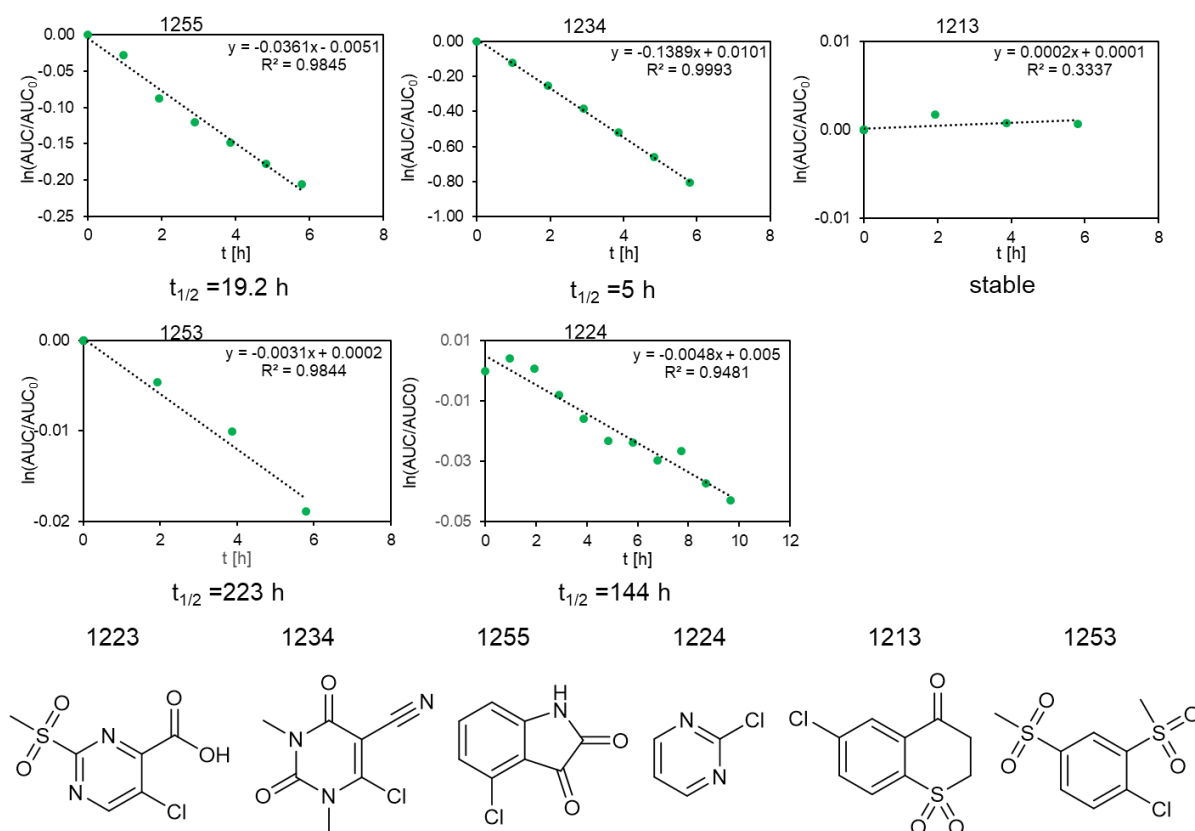 1255
y = -0.0361x - 0.0051
R² = 0.9845
0.00
-0.05
-0.10
-0.15
-0.20
-0.25
ln(AUC/AUC₀)
0 2 4 6 8
t [h]
t₁/₂ =19.2 h
1234
y = -0.1389x + 0.0101
R² = 0.9993
0.00
-0.20
-0.40
-0.60
-0.80
-1.00
ln(AUC/AUC₀)
0 2 4 6 8
t [h]
t₁/₂ =5 h
1213
y = 0.0002x + 0.0001
R² = 0.3337
0.01
0.00
-0.01
ln(AUC/AUC₀)
0 2 4 6 8
t [h]
stable
1253
y = -0.0031x + 0.0002
R² = 0.9844
0.00
-0.01
-0.02
ln(AUC/AUC₀)
0 2 4 6 8
t [h]
t₁/₂ =223 h
1224
y = -0.0048x + 0.005
R² = 0.9481
0.01
-0.01
-0.03
-0.05
ln(AUC/AUC0)
0 2 4 6 8 10 12
t [h]
t₁/₂ =144 h
1223 1234 1255 1224 1213 1253
O S O N N O OH Cl
O N N O N Cl
H N O O Cl
N N Cl
Cl O S O O
O S O O S O Cl